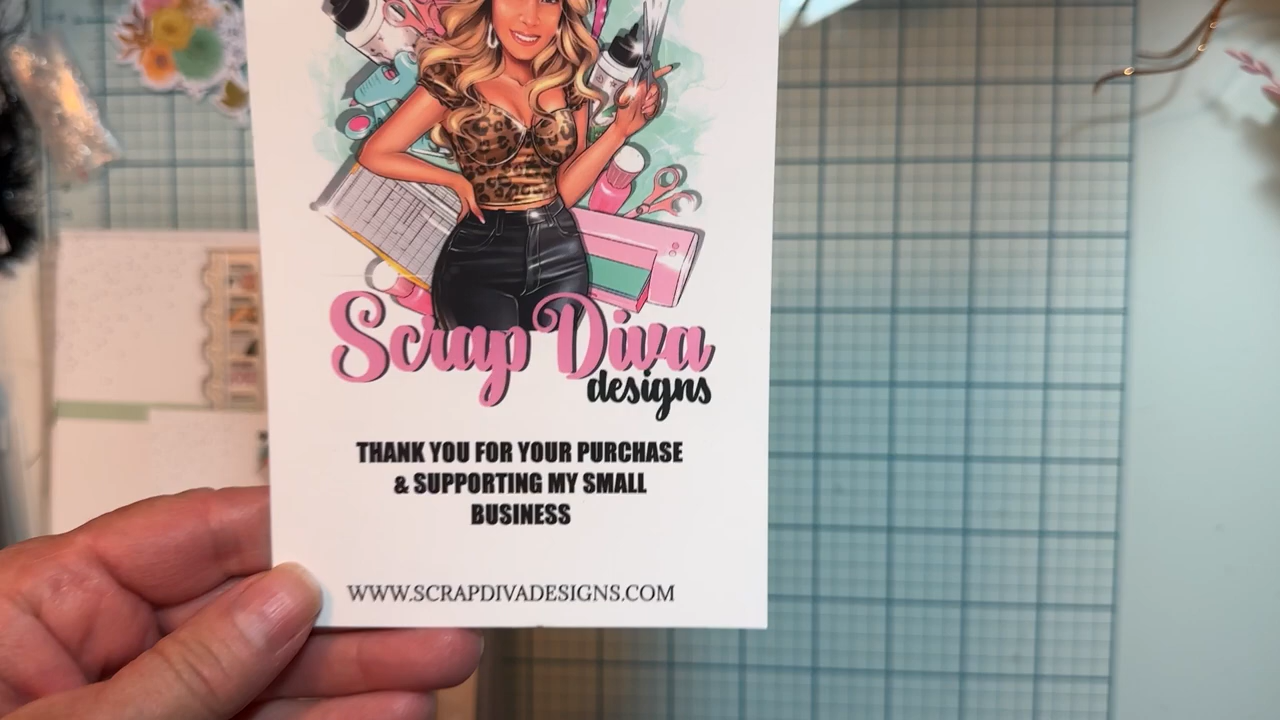 Scrap Diva
designs
THANK YOU FOR YOUR PURCHASE
& SUPPORTING MY SMALL
BUSINESS
WWW.SCRAPDIVADESIGNS.COM